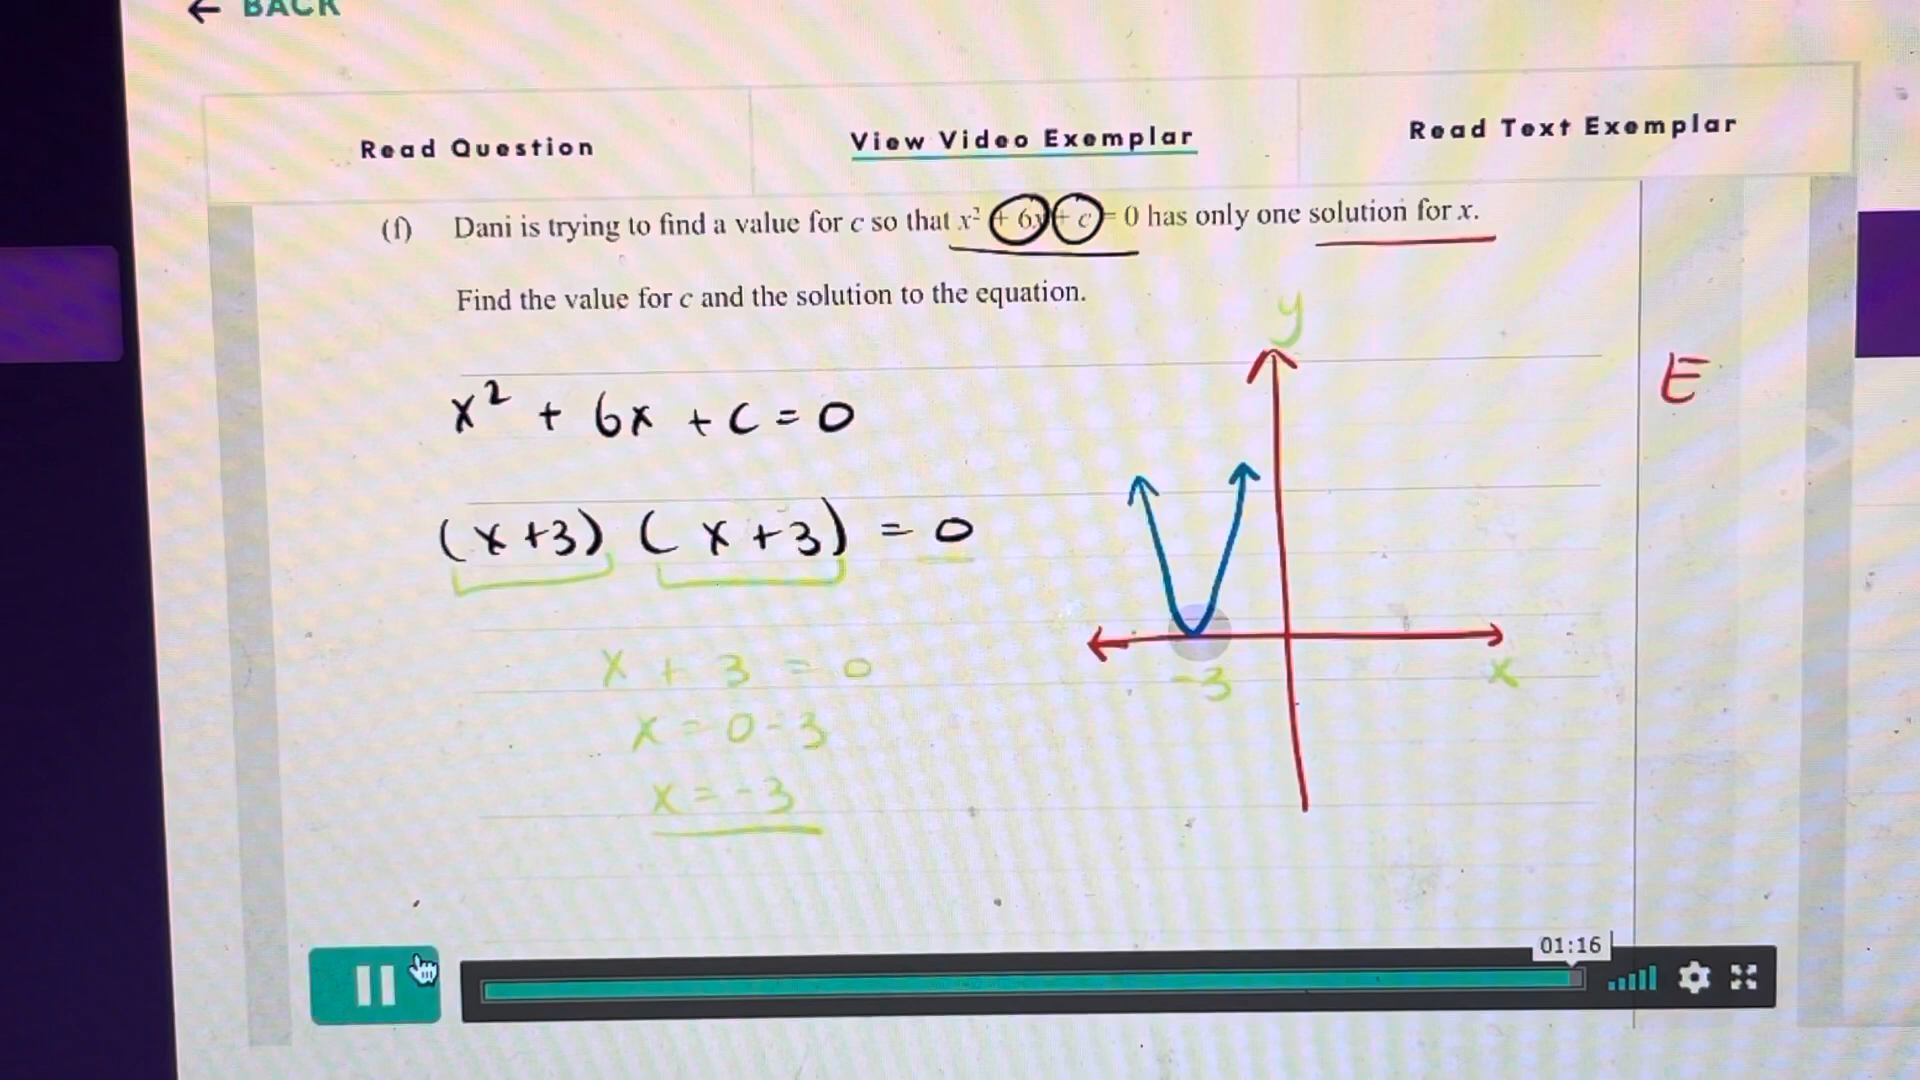 ← BACK
Read Question
View Video Exemplar
Read Text Exemplar
(f) Dani is trying to find a value for c so that x² + 6x + c = 0 has only one solution for x.
Find the value for c and the solution to the equation.
y
E
x² + 6x + c = 0
(x+3) (x+3) = 0
x + 3 = 0
-3
x
x = 0-3
x = -3
01:16